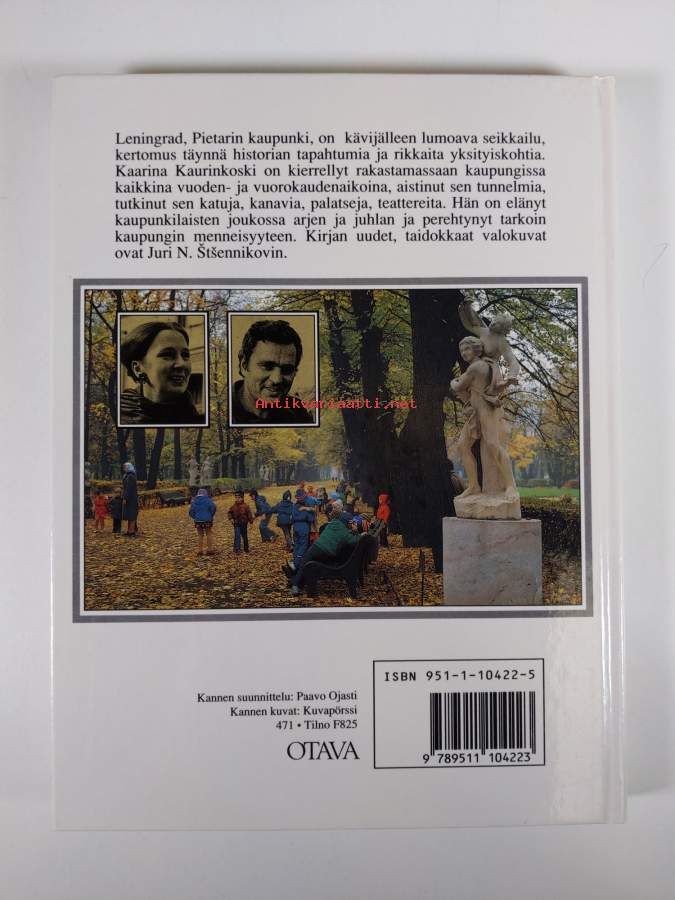 Leningrad, Pietarin kaupunki, on kävijälleen lumoava seikkailu,
kertomus täynnä historian tapahtumia ja rikkaita yksityiskohtia.
Kaarina Kaurinkoski on kierrellyt rakastamassaan kaupungissa
kaikkina vuoden- ja vuorokaudenaikoina, aistinut sen tunnelmia,
tutkinut sen katuja, kanavia, palatseja, teattereita. Hän on elänyt
kaupunkilaisten joukossa arjen ja juhlan ja perehtynyt tarkoin
kaupungin menneisyyteen. Kirjan uudet, taidokkaat valokuvat
ovat Juri N. Štšennikovin.
Antikvariaatti.net
Kannen suunnittelu: Paavo Ojasti
Kannen kuvat: Kuvapörssi
471 • Tilno F825
OTAVA
ISBN 951-1-10422-5
9 789511 104223